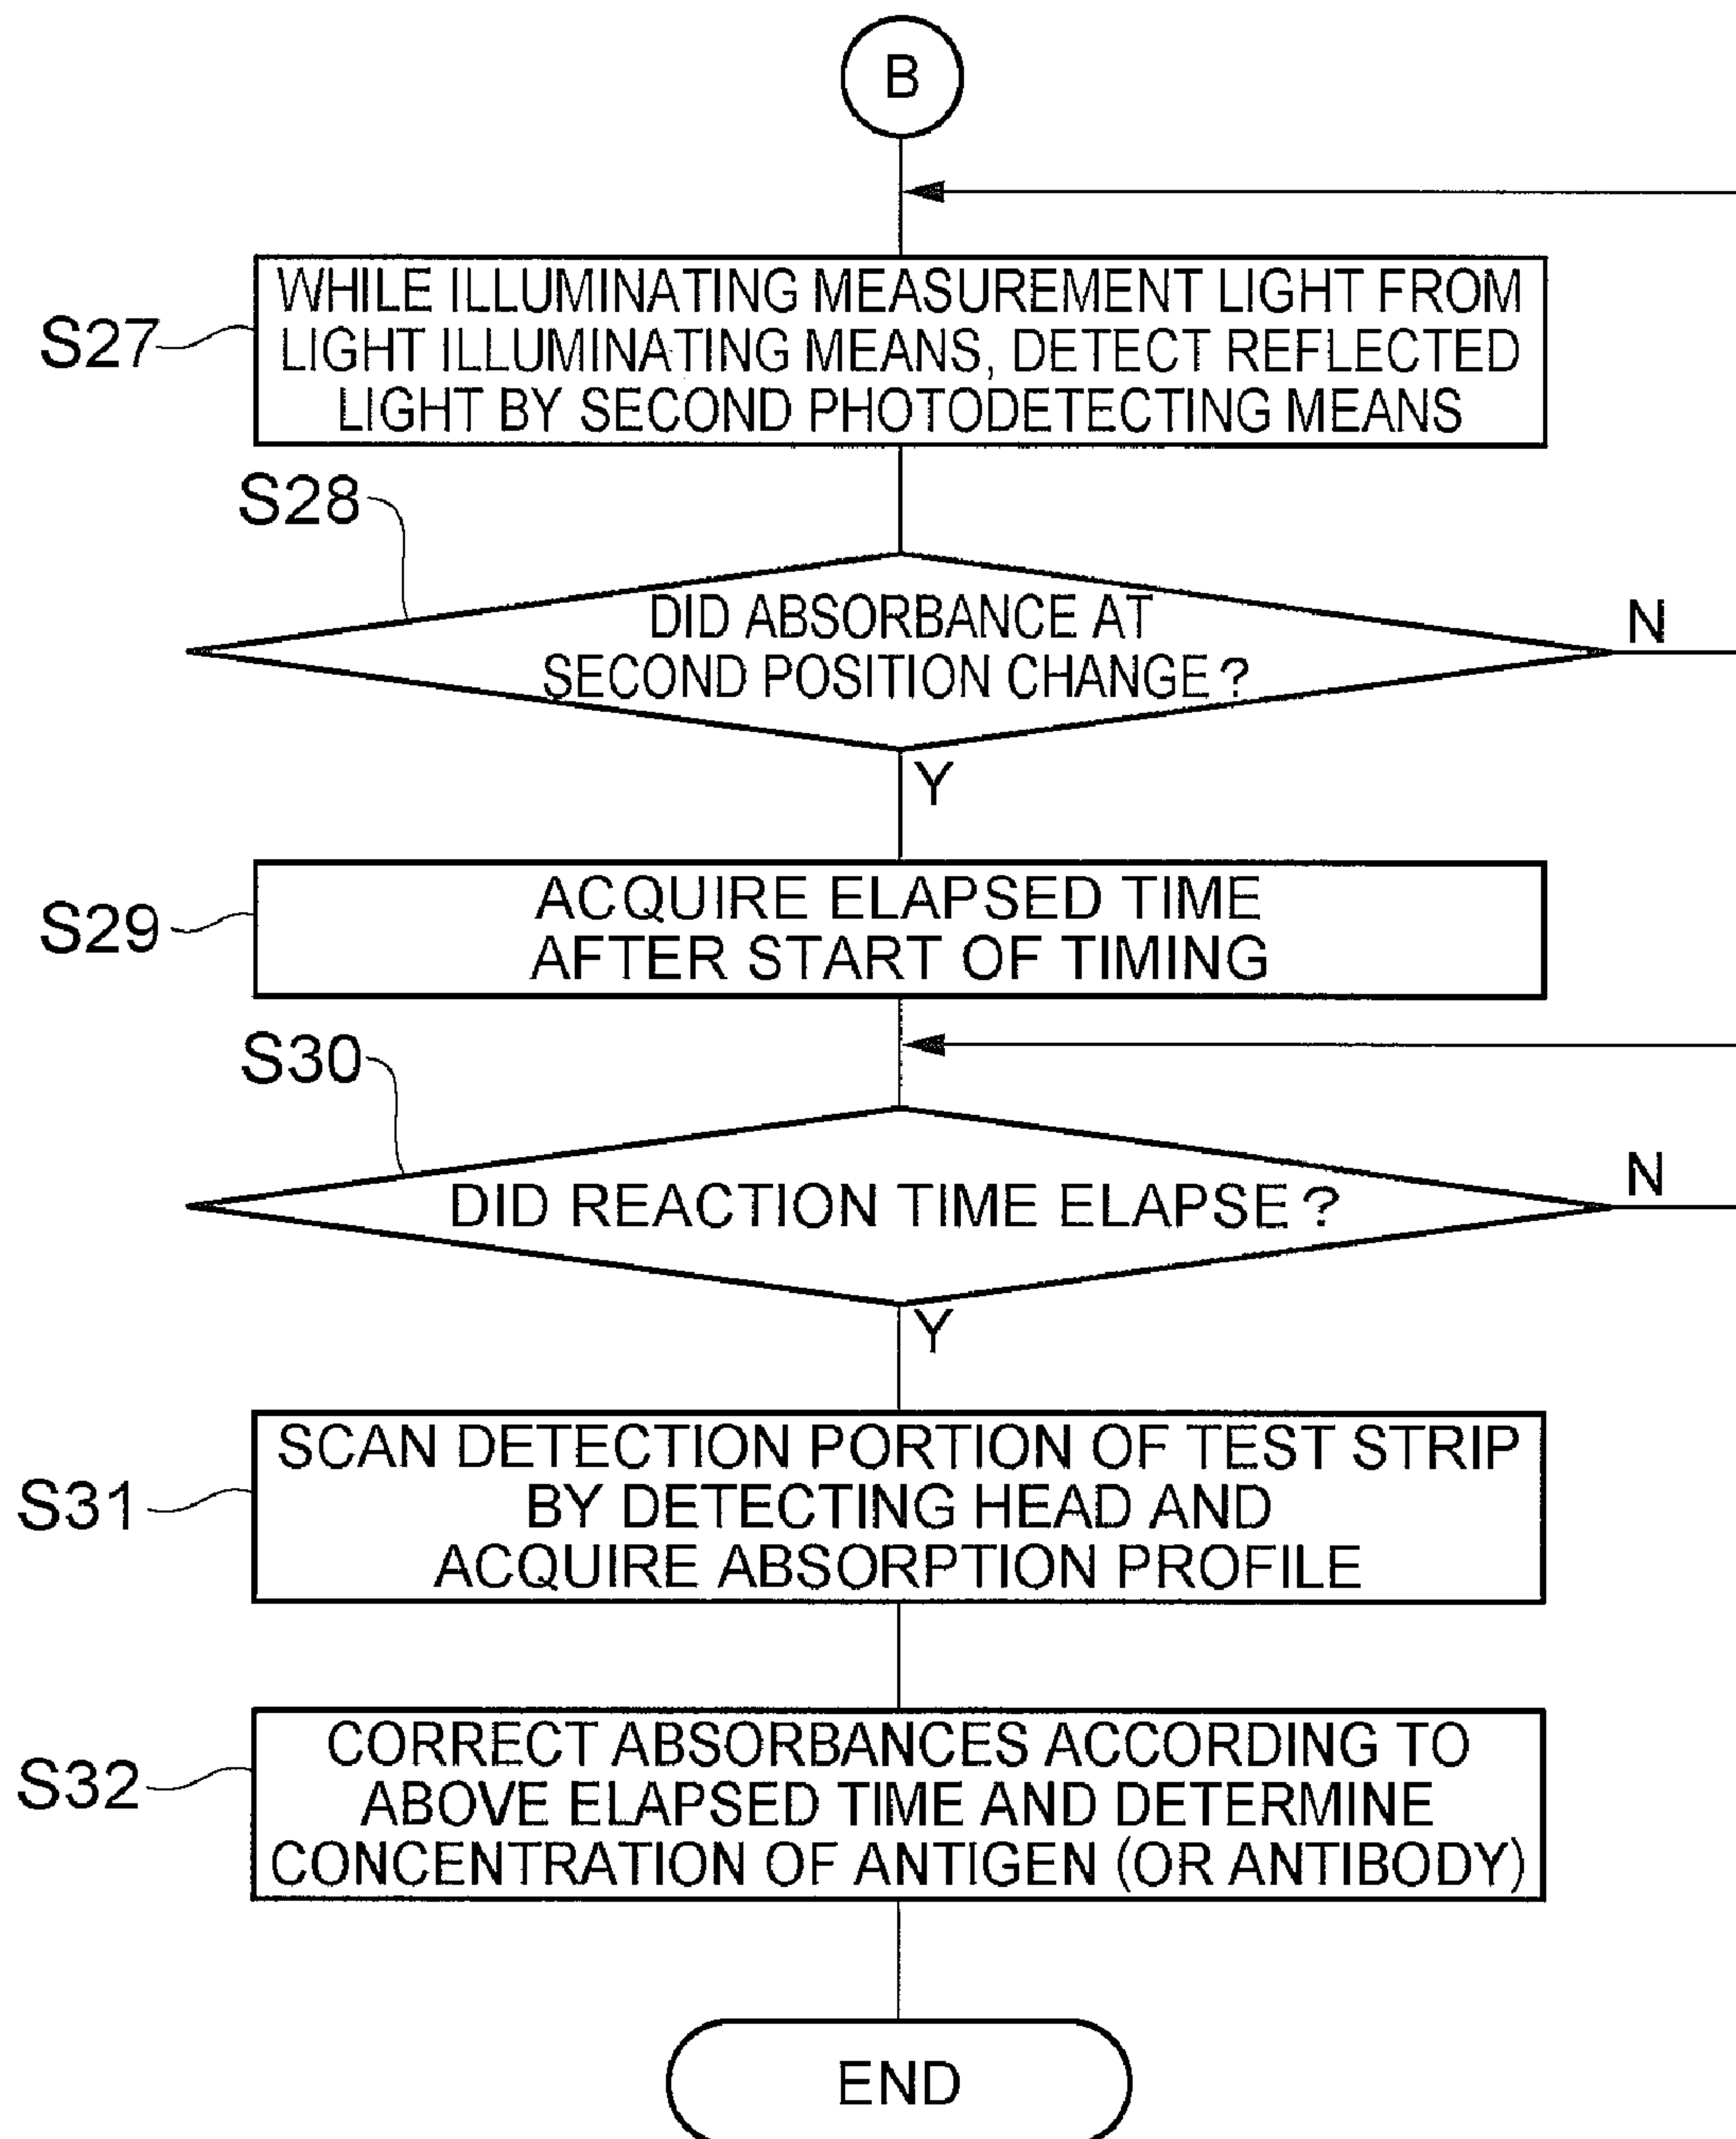 B
S27
WHILE ILLUMINATING MEASUREMENT LIGHT FROM
LIGHT ILLUMINATING MEANS, DETECT REFLECTED
LIGHT BY SECOND PHOTODETECTING MEANS
S28
DID ABSORBANCE AT
SECOND POSITION CHANGE?
N
Y
S29
ACQUIRE ELAPSED TIME
AFTER START OF TIMING
S30
DID REACTION TIME ELAPSE?
N
Y
S31
SCAN DETECTION PORTION OF TEST STRIP
BY DETECTING HEAD AND
ACQUIRE ABSORPTION PROFILE
S32
CORRECT ABSORBANCES ACCORDING TO
ABOVE ELAPSED TIME AND DETERMINE
CONCENTRATION OF ANTIGEN (OR ANTIBODY)
END